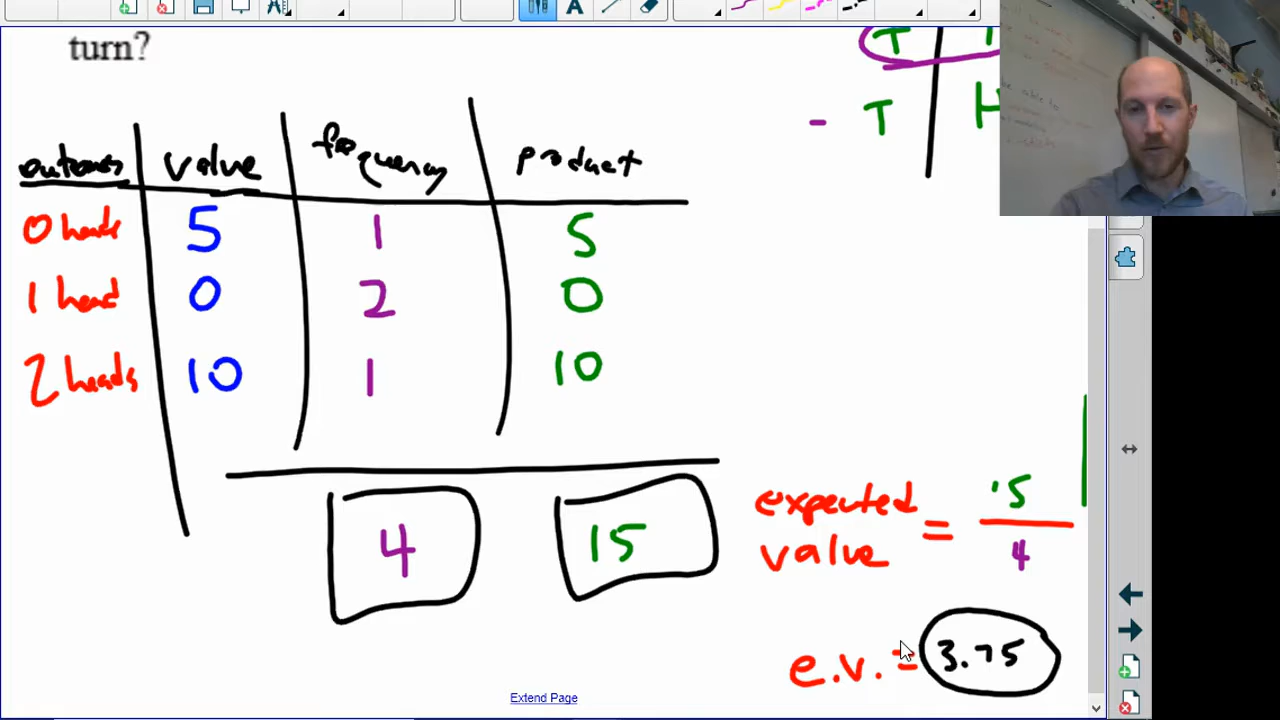 turn?
T
- T H
outcomes value frequency product
0 heads 5 1 5
1 head 0 2 0
2 heads 10 1 10
4 15
expected value = 15
4
e.v. = 3.75
Extend Page